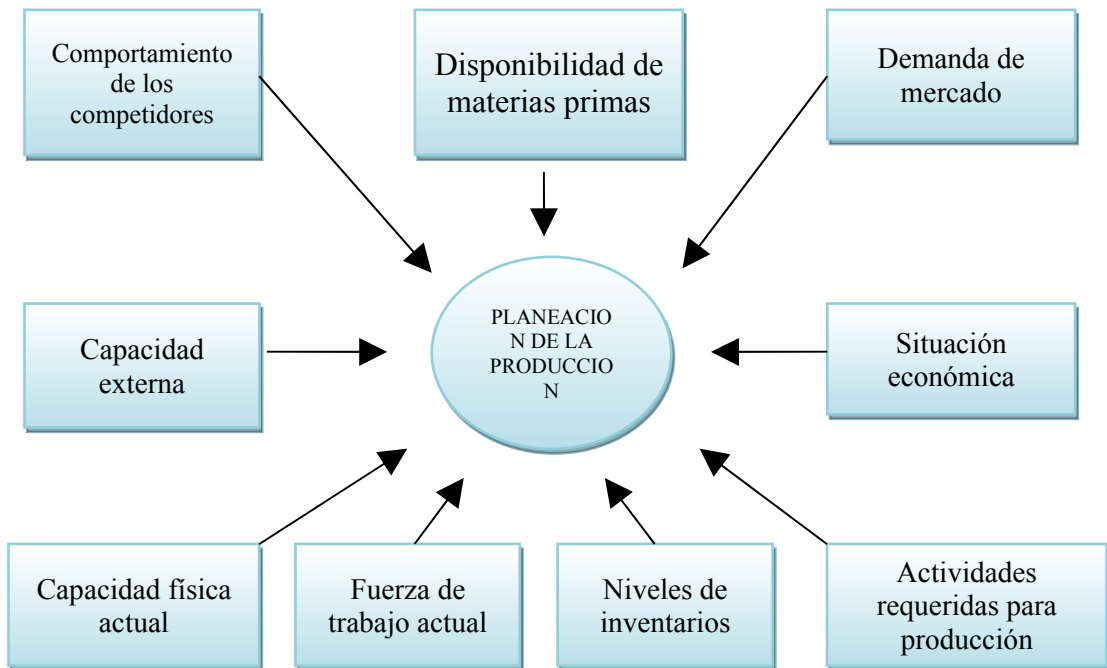 Comportamiento
de los
competidores
Disponibilidad de
materias primas
Demanda de
mercado
Capacidad
externa
PLANEACIO
N DE LA
PRODUCCIO
N
Situación
económica
Capacidad física
actual
Fuerza de
trabajo actual
Niveles de
inventarios
Actividades
requeridas para
producción